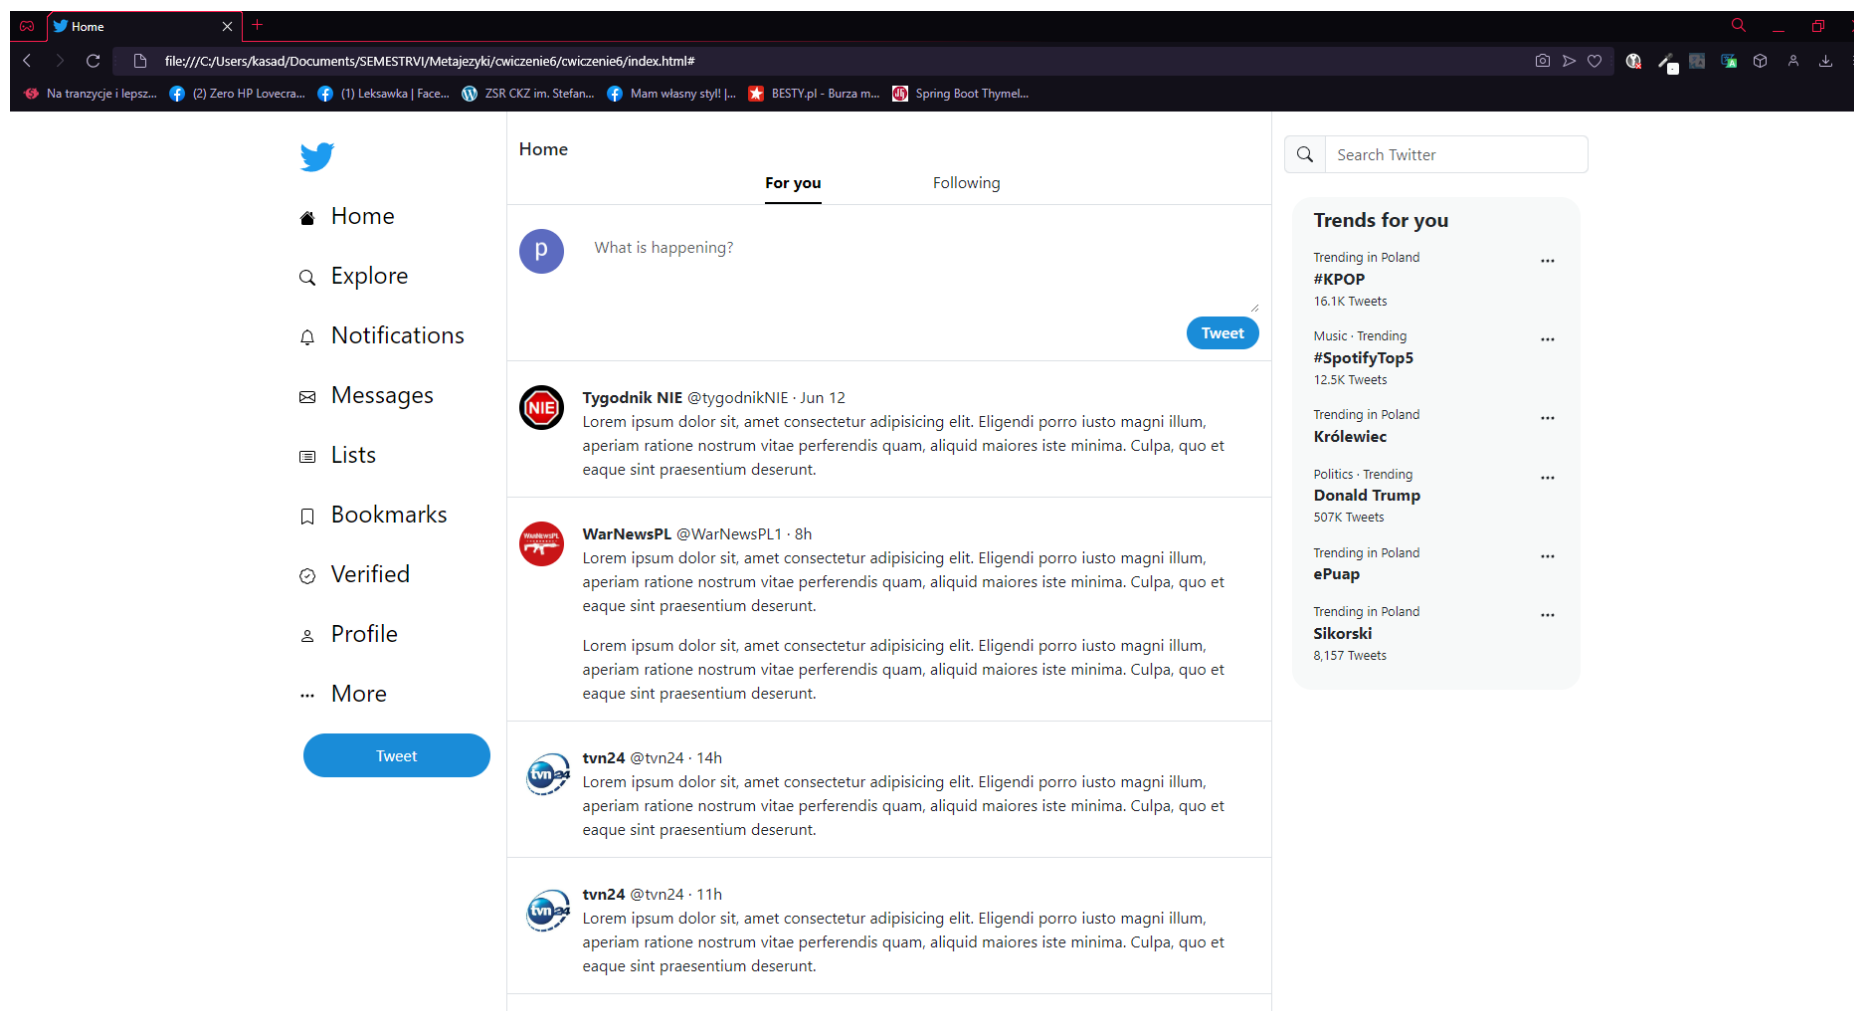 Home
file:///C:/Users/kasad/Documents/SEMESTRVI/Metajezyki/cwiczenie6/cwiczenie6/index.html#
Na tranzycje i lepsz...
(2) Zero HP Lovecra...
(1) Leksawka | Face...
ZSR CKZ im. Stefan...
Mam własny styl! |...
BESTY.pl - Burza m...
Spring Boot Thymel...
Home
Explore
Notifications
Messages
Lists
Bookmarks
Verified
Profile
More
Tweet
Home
For you
Following
p
What is happening?
Tweet
NIE
Tygodnik NIE @tygodnikNIE · Jun 12
Lorem ipsum dolor sit, amet consectetur adipisicing elit. Eligendi porro iusto magni illum,
aperiam ratione nostrum vitae perferendis quam, aliquid maiores iste minima. Culpa, quo et
eaque sint praesentium deserunt.
WarNewsPL
WarNewsPL @WarNewsPL1 · 8h
Lorem ipsum dolor sit, amet consectetur adipisicing elit. Eligendi porro iusto magni illum,
aperiam ratione nostrum vitae perferendis quam, aliquid maiores iste minima. Culpa, quo et
eaque sint praesentium deserunt.
Lorem ipsum dolor sit, amet consectetur adipisicing elit. Eligendi porro iusto magni illum,
aperiam ratione nostrum vitae perferendis quam, aliquid maiores iste minima. Culpa, quo et
eaque sint praesentium deserunt.
tvn24
tvn24 @tvn24 · 14h
Lorem ipsum dolor sit, amet consectetur adipisicing elit. Eligendi porro iusto magni illum,
aperiam ratione nostrum vitae perferendis quam, aliquid maiores iste minima. Culpa, quo et
eaque sint praesentium deserunt.
tvn24
tvn24 @tvn24 · 11h
Lorem ipsum dolor sit, amet consectetur adipisicing elit. Eligendi porro iusto magni illum,
aperiam ratione nostrum vitae perferendis quam, aliquid maiores iste minima. Culpa, quo et
eaque sint praesentium deserunt.
Search Twitter
Trends for you
Trending in Poland
#KPOP
16.1K Tweets
Music · Trending
#SpotifyTop5
12.5K Tweets
Trending in Poland
Królewiec
Politics · Trending
Donald Trump
507K Tweets
Trending in Poland
ePuap
Trending in Poland
Sikorski
8,157 Tweets